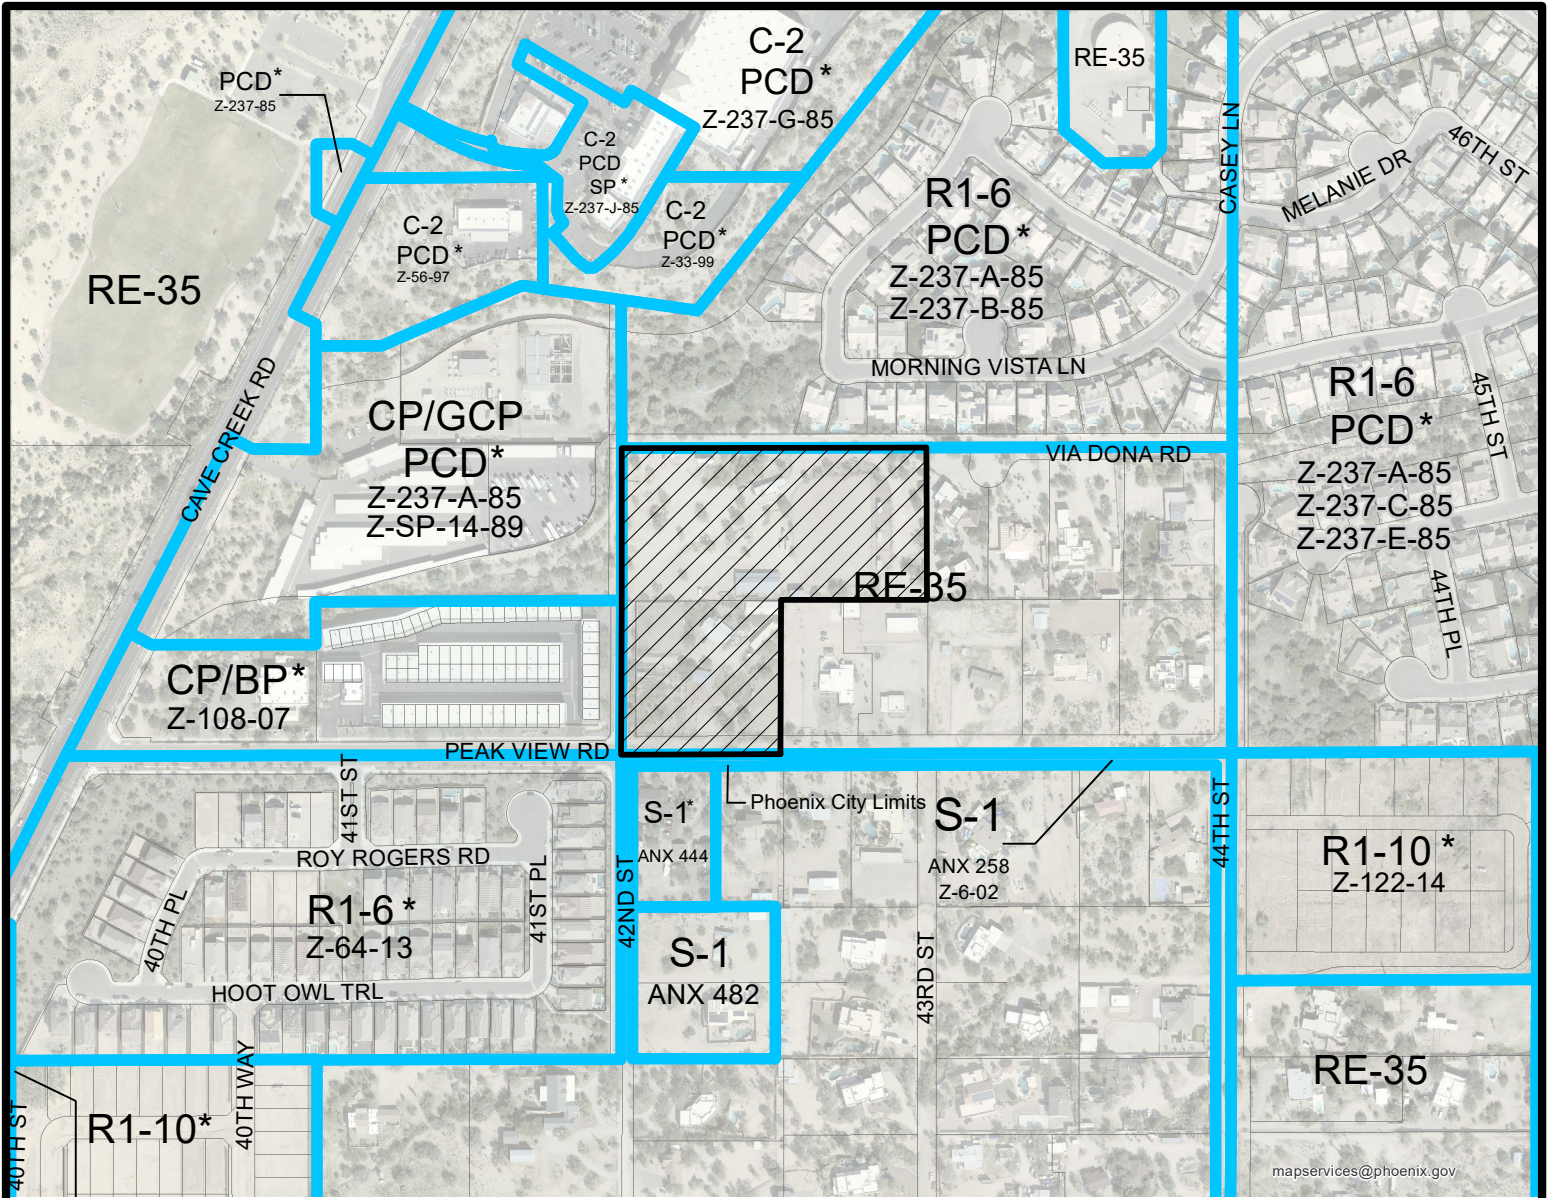 C-2
PCD*
Z-237-G-85
RE-35
PCD*
Z-237-85
CASEY LN
46TH ST
MELANIE DR
C-2
PCD
SP*
Z-237-J-85
R1-6
PCD*
Z-237-A-85
Z-237-B-85
C-2
PCD*
Z-56-97
C-2
PCD*
Z-33-99
RE-35
CAVE CREEK RD
MORNING VISTA LN
R1-6
PCD*
Z-237-A-85
Z-237-C-85
Z-237-E-85
45TH ST
CP/GCP
PCD*
Z-237-A-85
Z-SP-14-89
VIA DONA RD
RE-35
44TH PL
CP/BP*
Z-108-07
PEAK VIEW RD
41ST ST
S-1*
ANX 444
Phoenix City Limits
S-1
ANX 258
Z-6-02
44TH ST
R1-10*
Z-122-14
ROY ROGERS RD
R1-6*
Z-64-13
40TH PL
41ST PL
42ND ST
S-1
ANX 482
43RD ST
HOOT OWL TRL
40TH WAY
RE-35
R1-10*
40TH ST
mapservices@phoenix.gov